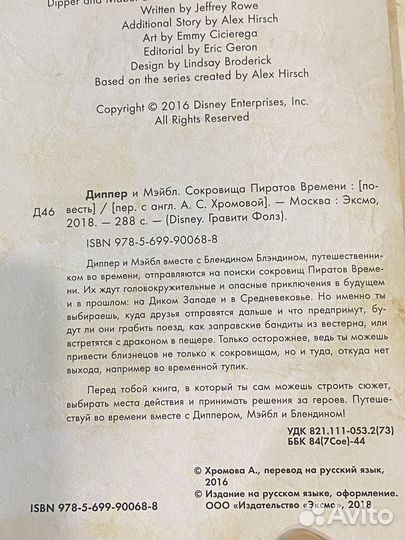 Written by Jeffrey Rowe
Additional Story by Alex Hirsch
Art by Emmy Cicierega
Editorial by Eric Geron
Design by Lindsay Broderick
Based on the series created by Alex Hirsch
Copyright © 2016 Disney Enterprises, Inc.
All Rights Reserved
Диппер и Мэйбл. Сокровища Пиратов Времени : [по-
Д46 весть] / [пер. с англ. А. С. Хромовой]. — Москва : Эксмо,
2018. — 288 с. — (Disney. Гравити Фолз).
ISBN 978-5-699-90068-8
Диппер и Мэйбл вместе с Блендином Блэндином, путешественни-
ком во времени, отправляются на поиски сокровищ Пиратов Време-
ни. Их ждут головокружительные и опасные приключения в будущем
и в прошлом: на Диком Западе и в Средневековье. Но именно ты
выбираешь, куда друзья отправятся дальше и что предпримут, бу-
дут ли они грабить поезд, как заправские бандиты из вестерна, или
встретятся с драконом в пещере. Только осторожнее, ведь ты можешь
привести близнецов не только к сокровищам, но и туда, откуда нет
выхода, например во временной тупик.
Перед тобой книга, в который ты сам можешь строить сюжет,
выбирать места действия и принимать решения за героев. Путешес-
твуй во времени вместе с Диппером, Мэйбл и Блендином!
УДК 821.111-053.2(73)
ББК 84(7Сое)-44
© Хромова А., перевод на русский язык,
2016
© Издание на русском языке, оформление.
ISBN 978-5-699-90068-8 ООО «Издательство «Эксмо», 2018
Avito